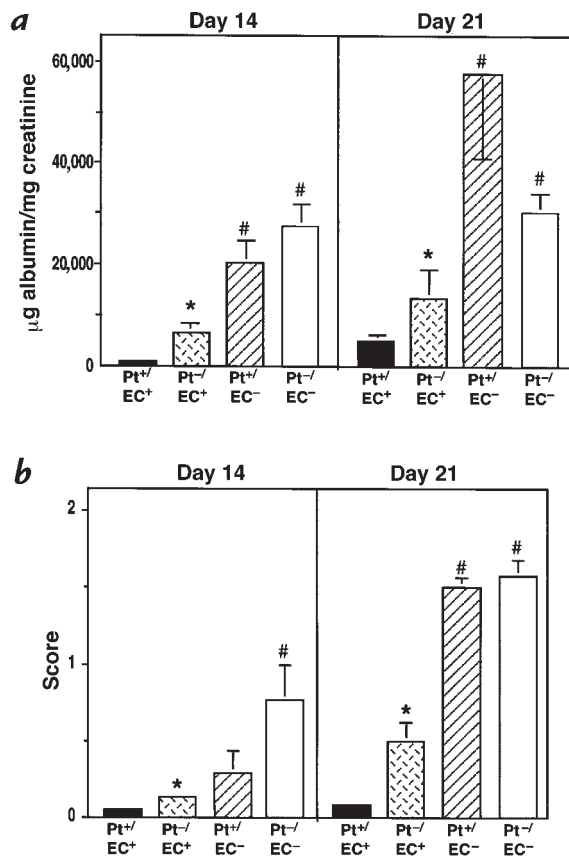 a
Day 14
Day 21
µg albumin/mg creatinine
60,000
40,000
20,000
0
*
#
#
*
#
#
Pt+/ Pt−/ Pt+/ Pt−/
EC+ EC+ EC− EC−
Pt+/ Pt−/ Pt+/ Pt−/
EC+ EC+ EC− EC−
b
Day 14
Day 21
Score
2
1
0
*
#
*
#
#
Pt+/ Pt−/ Pt+/ Pt−/
EC+ EC+ EC− EC−
Pt+/ Pt−/ Pt+/ Pt−/
EC+ EC+ EC− EC−